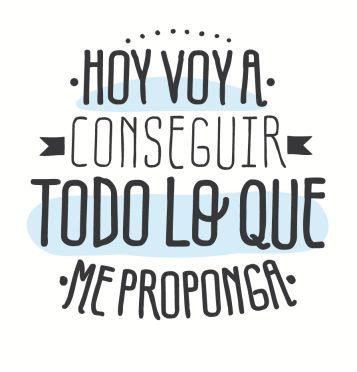 HOY VOY A
CONSEGUIR
TODO LO QUE
ME PROPONGA